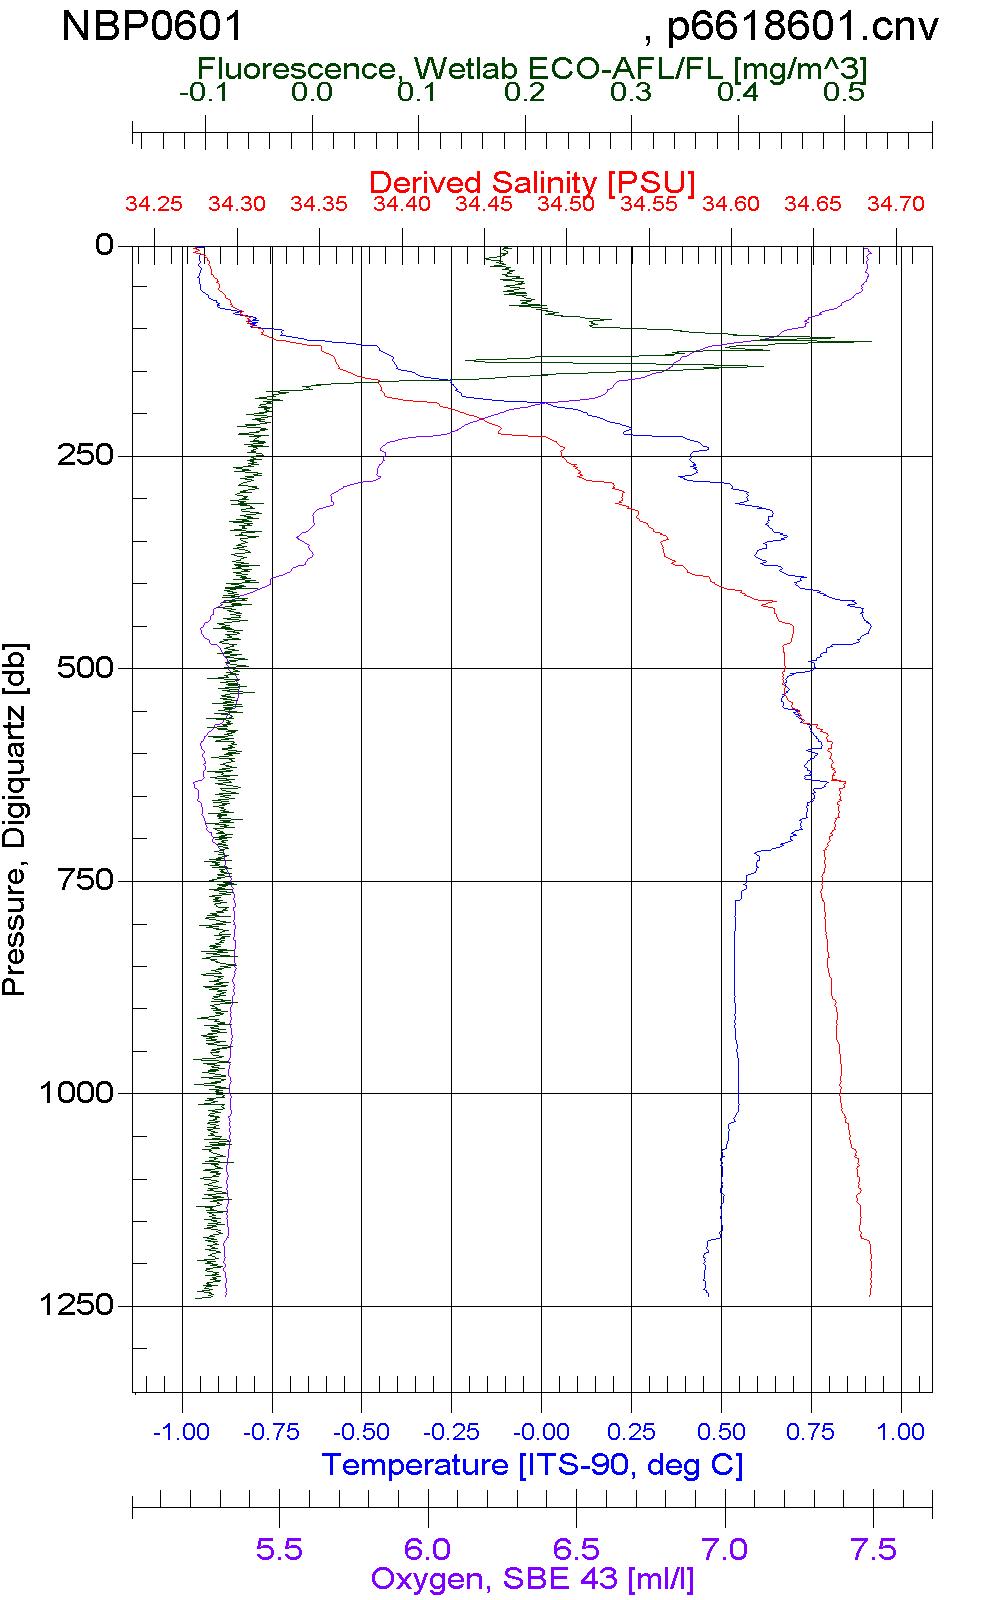 NBP0601 , p6618601.cnv
Fluorescence, Wetlab ECO-AFL/FL [mg/m^3]
-0.1 0.0 0.1 0.2 0.3 0.4 0.5
Derived Salinity [PSU]
34.25 34.30 34.35 34.40 34.45 34.50 34.55 34.60 34.65 34.70
0
250
500
750
1000
1250
Pressure, Digiquartz [db]
-1.00 -0.75 -0.50 -0.25 -0.00 0.25 0.50 0.75 1.00
Temperature [ITS-90, deg C]
5.5 6.0 6.5 7.0 7.5
Oxygen, SBE 43 [ml/l]